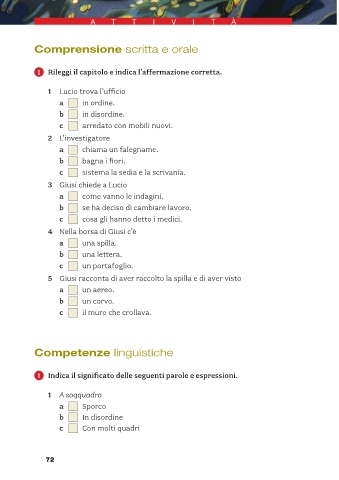 A T T I V I T À
Comprensione scritta e orale
1 Rileggi il capitolo e indica l'affermazione corretta.
1 Lucio trova l'ufficio
a in ordine.
b in disordine.
c arredato con mobili nuovi.
2 L'investigatore
a chiama un falegname.
b bagna i fiori.
c sistema la sedia e la scrivania.
3 Giusi chiede a Lucio
a come vanno le indagini.
b se ha deciso di cambiare lavoro.
c cosa gli hanno detto i medici.
4 Nella borsa di Giusi c'è
a una spilla.
b una lettera.
c un portafoglio.
5 Giusi racconta di aver raccolto la spilla e di aver visto
a un aereo.
b un corvo.
c il muro che crollava.
Competenze linguistiche
1 Indica il significato delle seguenti parole e espressioni.
1 A soqquadro
a Sporco
b In disordine
c Con molti quadri
72